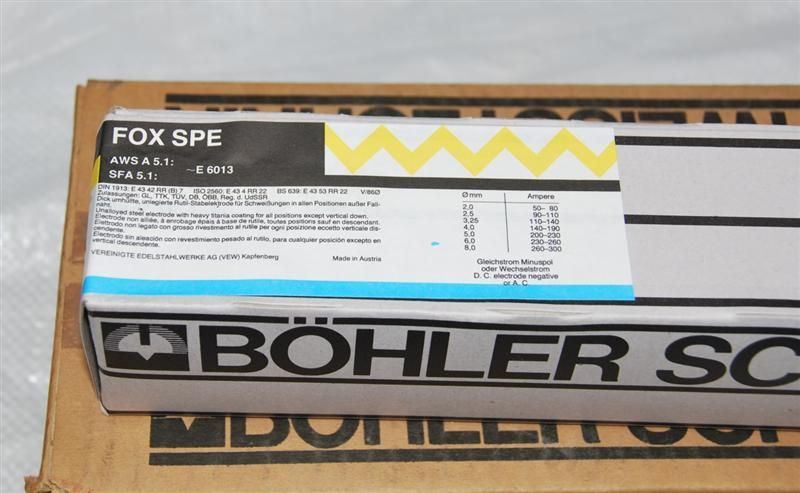 FOX SPE
AWS A 5.1:
SFA 5.1: ~E 6013
DIN 1913: E 43 42 RR (B) 7 ISO 2560: E 43 4 RR 22 BS 639: E 43 53 RR 22 V/86Ø
Zulassungen: GL, TTK, TÜV, DB, ÖBB, Reg. d. UdSSR
Dick umhüllte, unlegierte Rutil-Stabelektrode für Schweißungen in allen Positionen außer Fall-
naht.
Unalloyed steel electrode with heavy titania coating for all positions except vertical down.
Electrode non alliée, à enrobage épais à base de rutile, toutes positions sauf en descendant.
Elettrodo non legato con grosso rivestimento al rutile per ogni posizione eccetto verticale dis-
cendente.
Electrodo sin aleación con revestimiento pesado al rutilo, para cualquier posición excepto en
vertical descendente.
VEREINIGTE EDELSTAHLWERKE AG (VEW) Kapfenberg Made in Austria
Ø mm Ampere
2,0 50– 80
2,5 90–110
3,25 110–140
4,0 140–190
5,0 200–230
6,0 230–260
8,0 260–300
Gleichstrom Minuspol
oder Wechselstrom
D. C. electrode negative
or A. C.
BÖHLER SC
BÖHLER